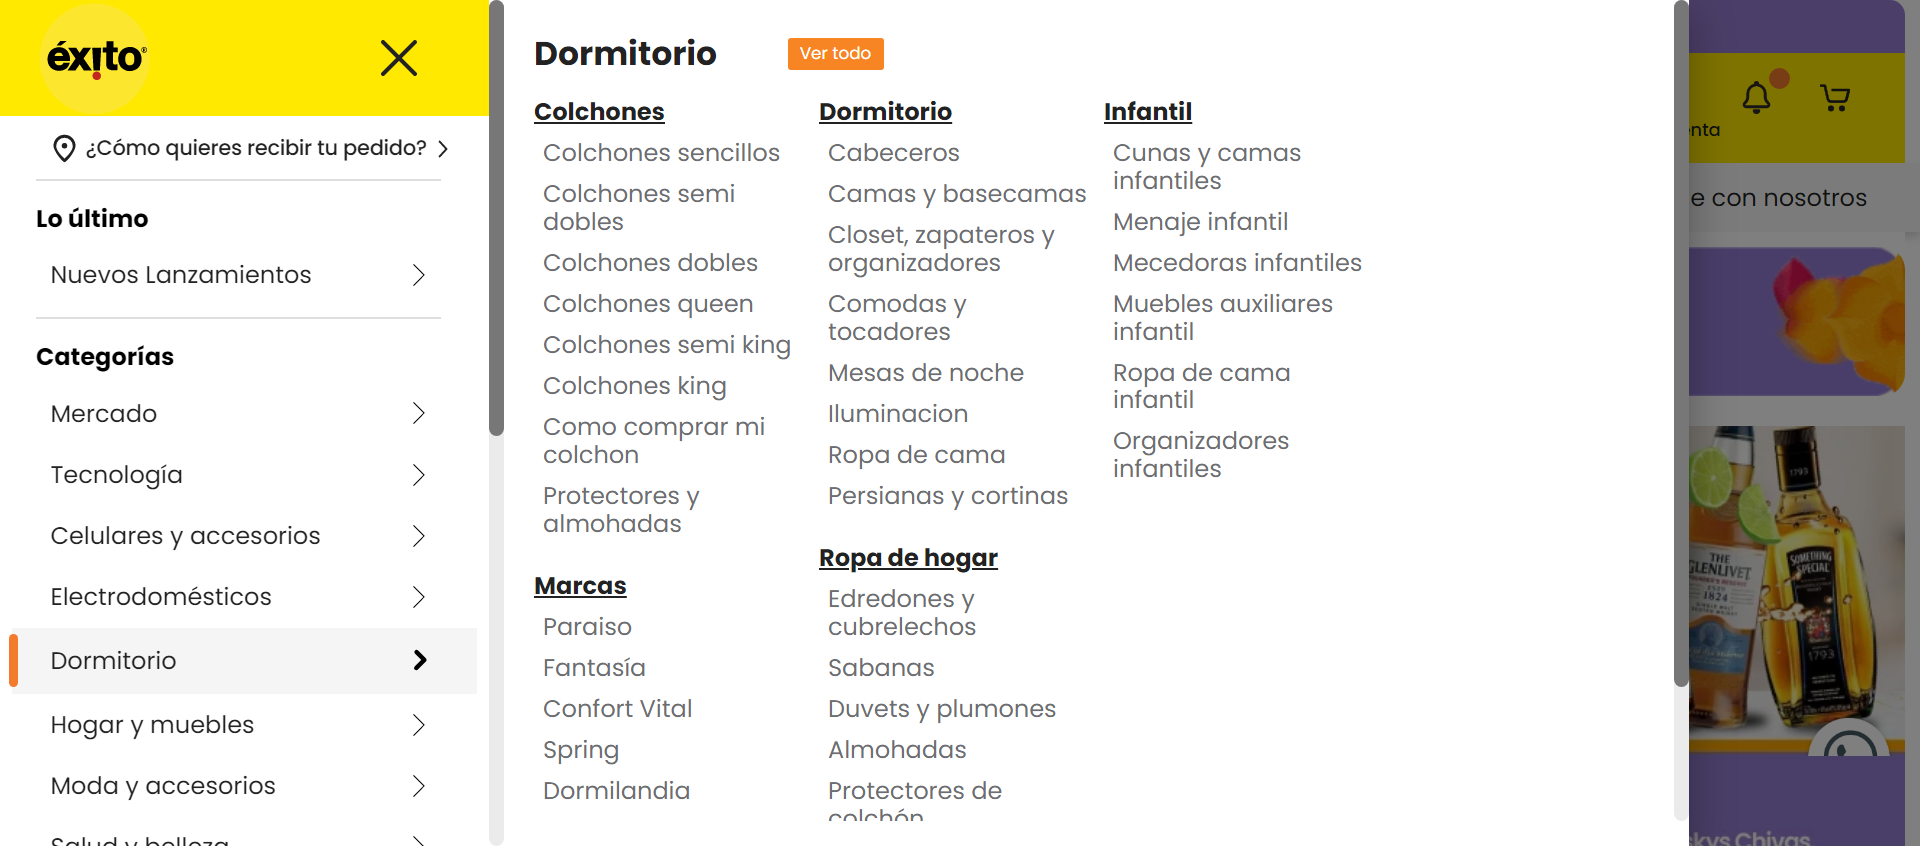 éxito
¿Cómo quieres recibir tu pedido?
Lo último
Nuevos Lanzamientos
Categorías
Mercado
Tecnología
Celulares y accesorios
Electrodomésticos
Dormitorio
Hogar y muebles
Moda y accesorios
Salud y belleza
Dormitorio
Ver todo
Colchones
Colchones sencillos
Colchones semi
dobles
Colchones dobles
Colchones queen
Colchones semi king
Colchones king
Como comprar mi
colchon
Protectores y
almohadas
Marcas
Paraiso
Fantasía
Confort Vital
Spring
Dormilandia
Dormitorio
Cabeceros
Camas y basecamas
Closet, zapateros y
organizadores
Comodas y
tocadores
Mesas de noche
Iluminacion
Ropa de cama
Persianas y cortinas
Ropa de hogar
Edredones y
cubrelechos
Sabanas
Duvets y plumones
Almohadas
Protectores de
colchón
Infantil
Cunas y camas
infantiles
Menaje infantil
Mecedoras infantiles
Muebles auxiliares
infantil
Ropa de cama
infantil
Organizadores
infantiles
enta
e con nosotros
1793
THE
GLENLIVET
1824
SOMETHING
SPECIAL
1793
kys Chivas